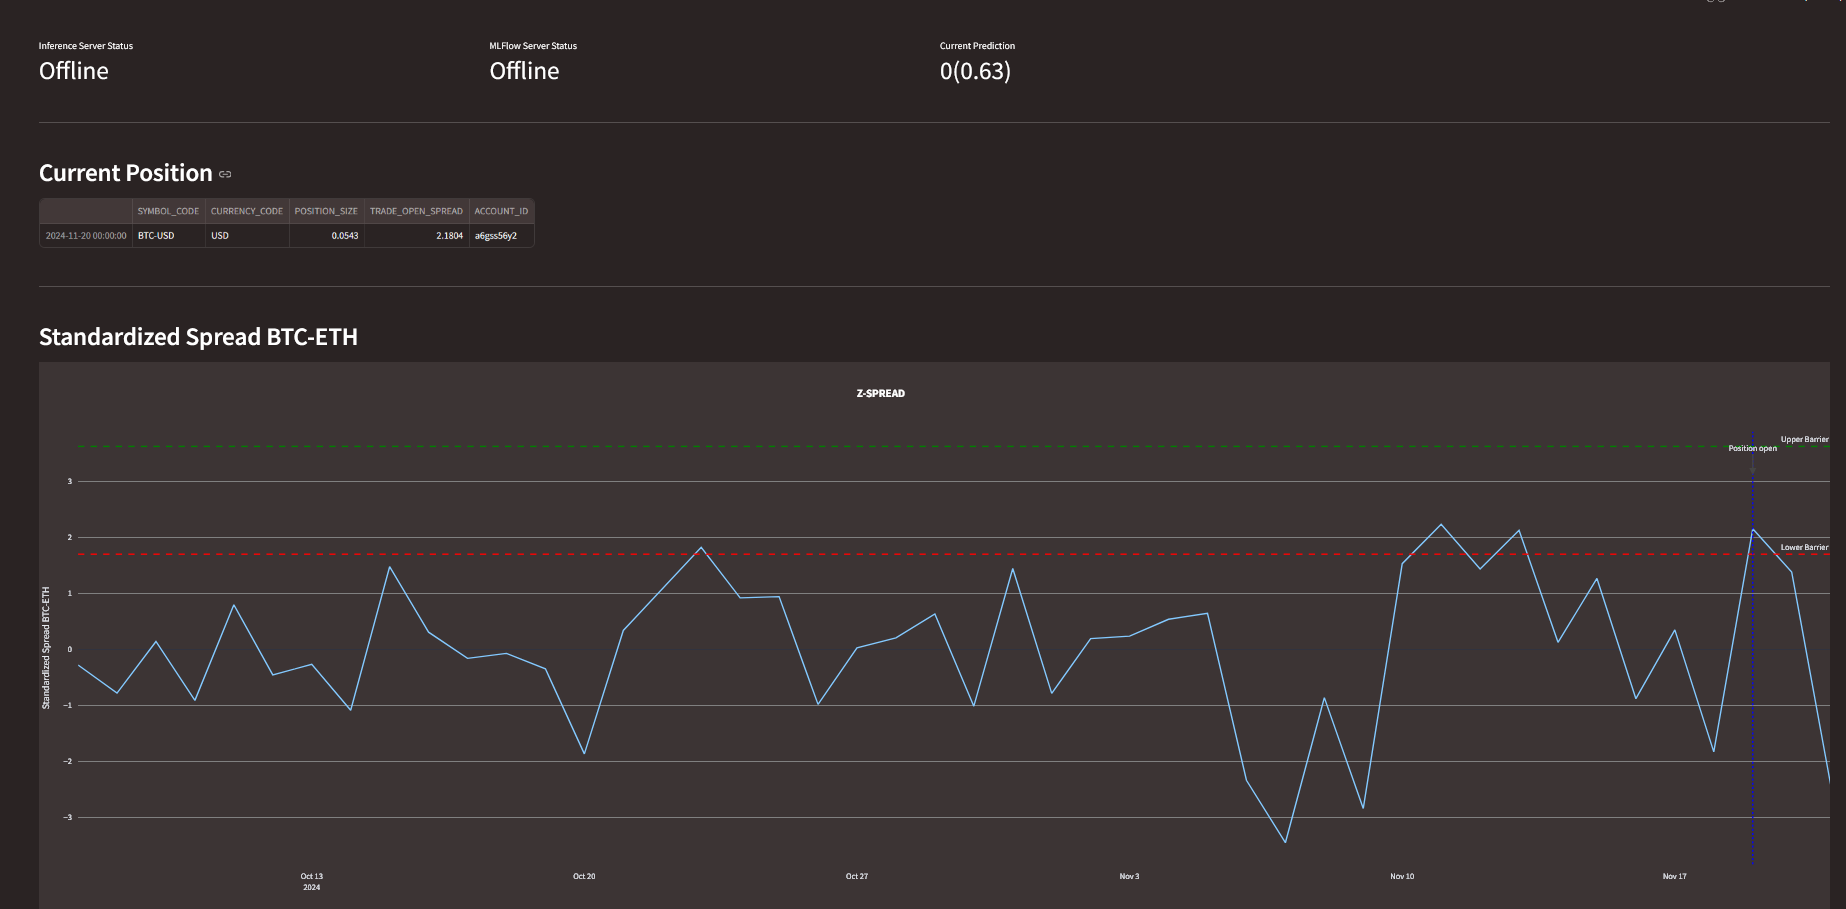 Inference Server Status
Offline
MLFlow Server Status
Offline
Current Prediction
0(0.63)
Current Position
SYMBOL_CODE CURRENCY_CODE POSITION_SIZE TRADE_OPEN_SPREAD ACCOUNT_ID
2024-11-20 00:00:00 BTC-USD USD 0.0543 2.1804 a6gss56y2
Standardized Spread BTC-ETH
Z-SPREAD
Upper Barrier
Position open
Lower Barrier
Standardized Spread BTC-ETH
3
2
1
0
−1
−2
−3
Oct 13
2024
Oct 20
Oct 27
Nov 3
Nov 10
Nov 17